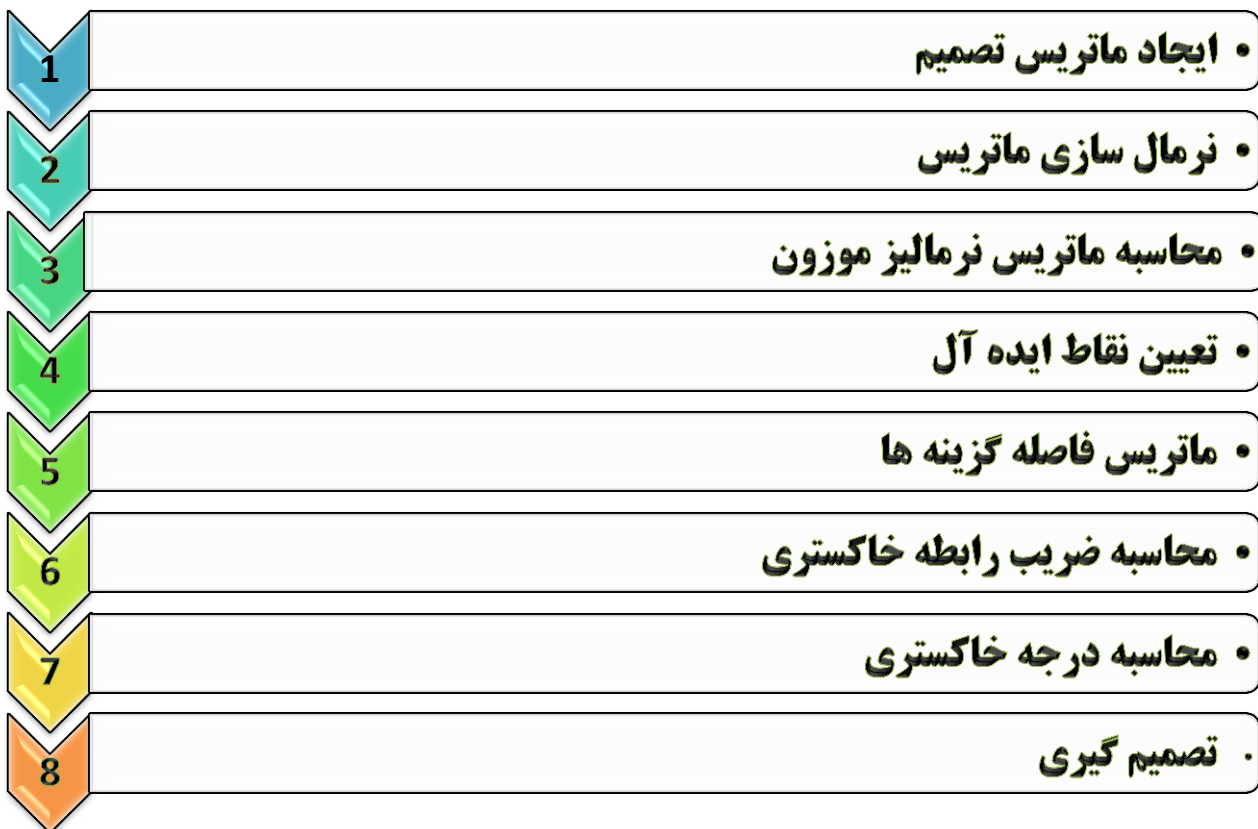 1
• ایجاد ماتریس تصمیم
2
• نرمال سازی ماتریس
3
• محاسبه ماتریس نرمالیز موزون
4
• تعیین نقاط ایده آل
5
• ماتریس فاصله گزینه ها
6
• محاسبه ضریب رابطه خاکستری
7
• محاسبه درجه خاکستری
8
• تصمیم گیری